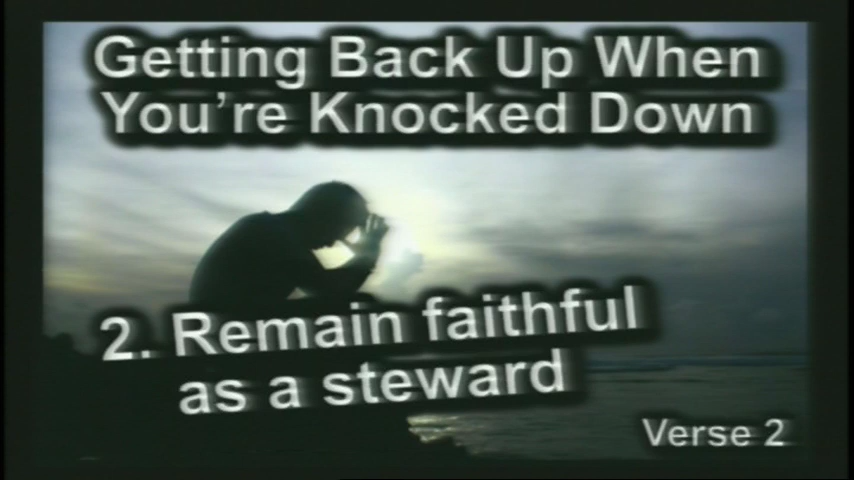 Getting Back Up When
You're Knocked Down
2. Remain faithful
as a steward
Verse 2